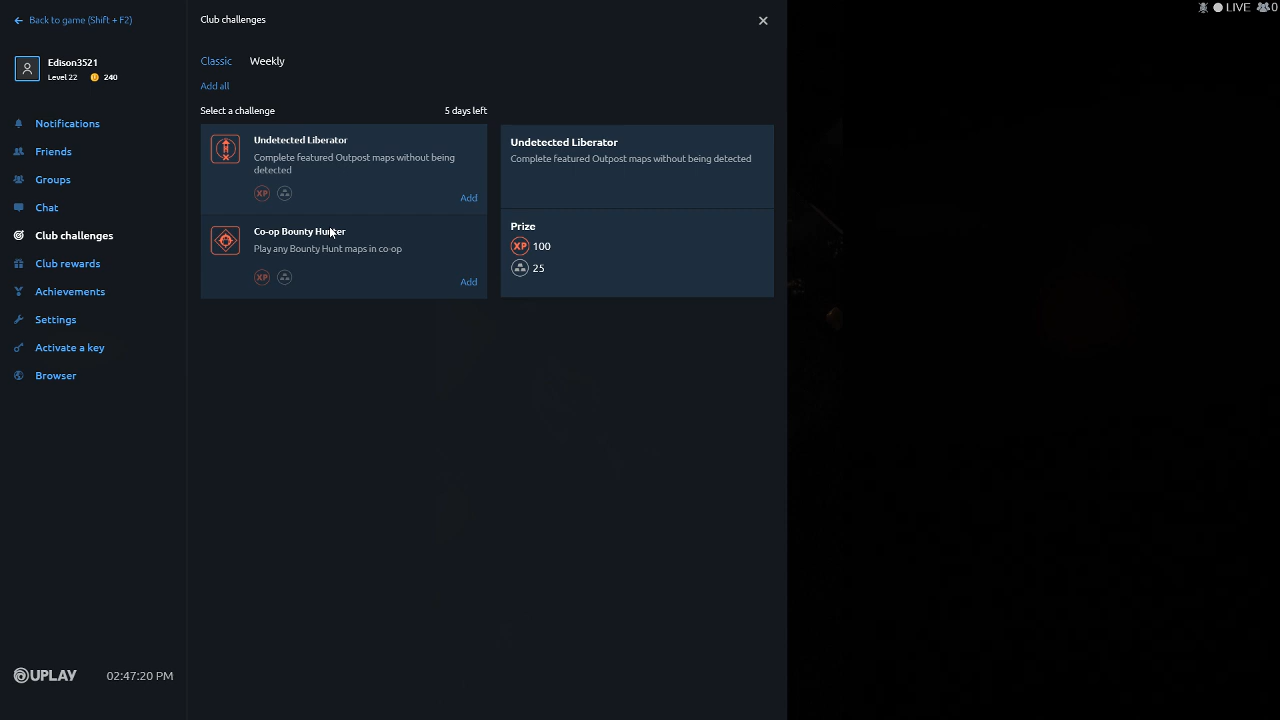 Back to game (Shift + F2)
Edison3521
Level 22 240
Notifications
Friends
Groups
Chat
Club challenges
Club rewards
Achievements
Settings
Activate a key
Browser
UPLAY 02:47:20 PM
Club challenges
Classic Weekly
Add all
Select a challenge 5 days left
Undetected Liberator
Complete featured Outpost maps without being
detected
XP
Add
Co-op Bounty Hunter
Play any Bounty Hunt maps in co-op
XP
Add
Undetected Liberator
Complete featured Outpost maps without being detected
Prize
XP 100
25
LIVE 0